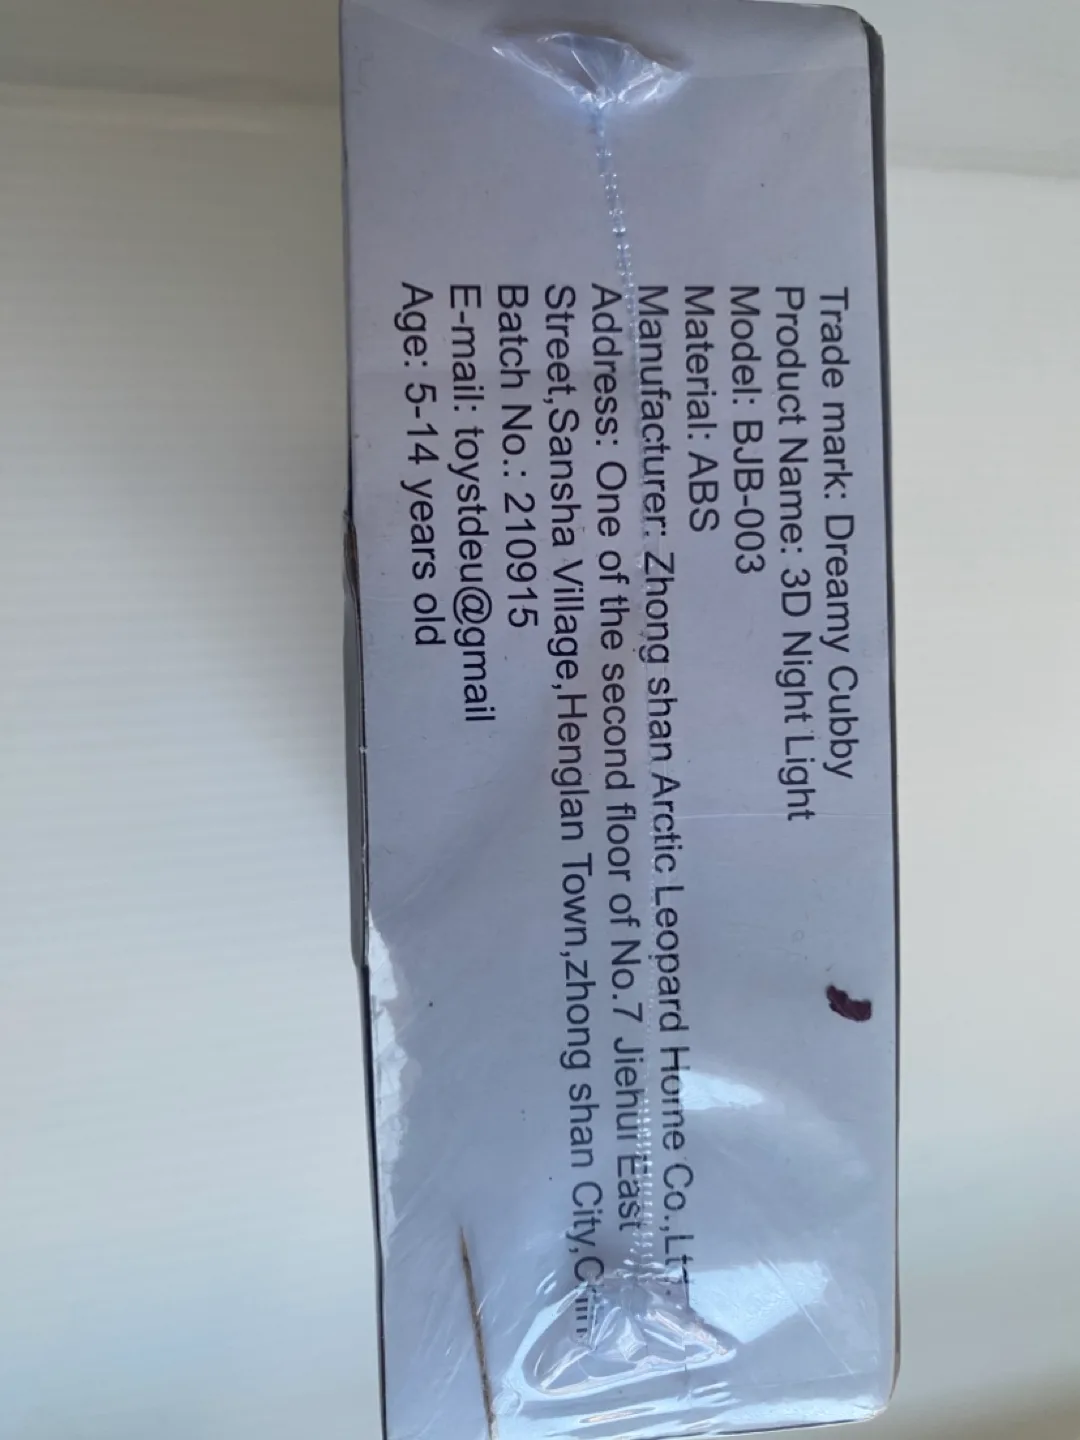 Trade mark: Dreamy Cubby
Product Name: 3D Night Light
Model: BJB-003
Material: ABS
Manufacturer: Zhong shan Arctic Leopard Home Co.,Ltd.
Address: One of the second floor of No.7 Jiehui East
Street,Sansha Village,Henglan Town,zhong shan City,
Batch No.: 210915
E-mail: toystdeu@gmail
Age: 5-14 years old